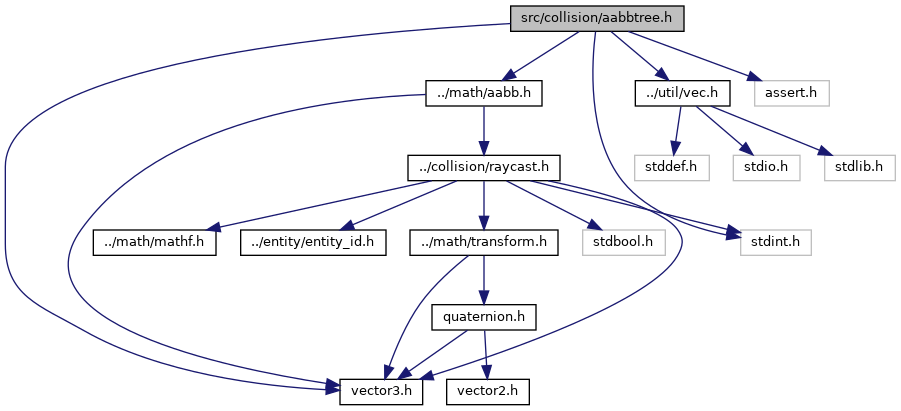 src/collision/aabbtree.h
../math/aabb.h
../util/vec.h
assert.h
../collision/raycast.h
stddef.h
stdio.h
stdlib.h
../math/mathf.h
../entity/entity_id.h
../math/transform.h
stdbool.h
stdint.h
quaternion.h
vector3.h
vector2.h